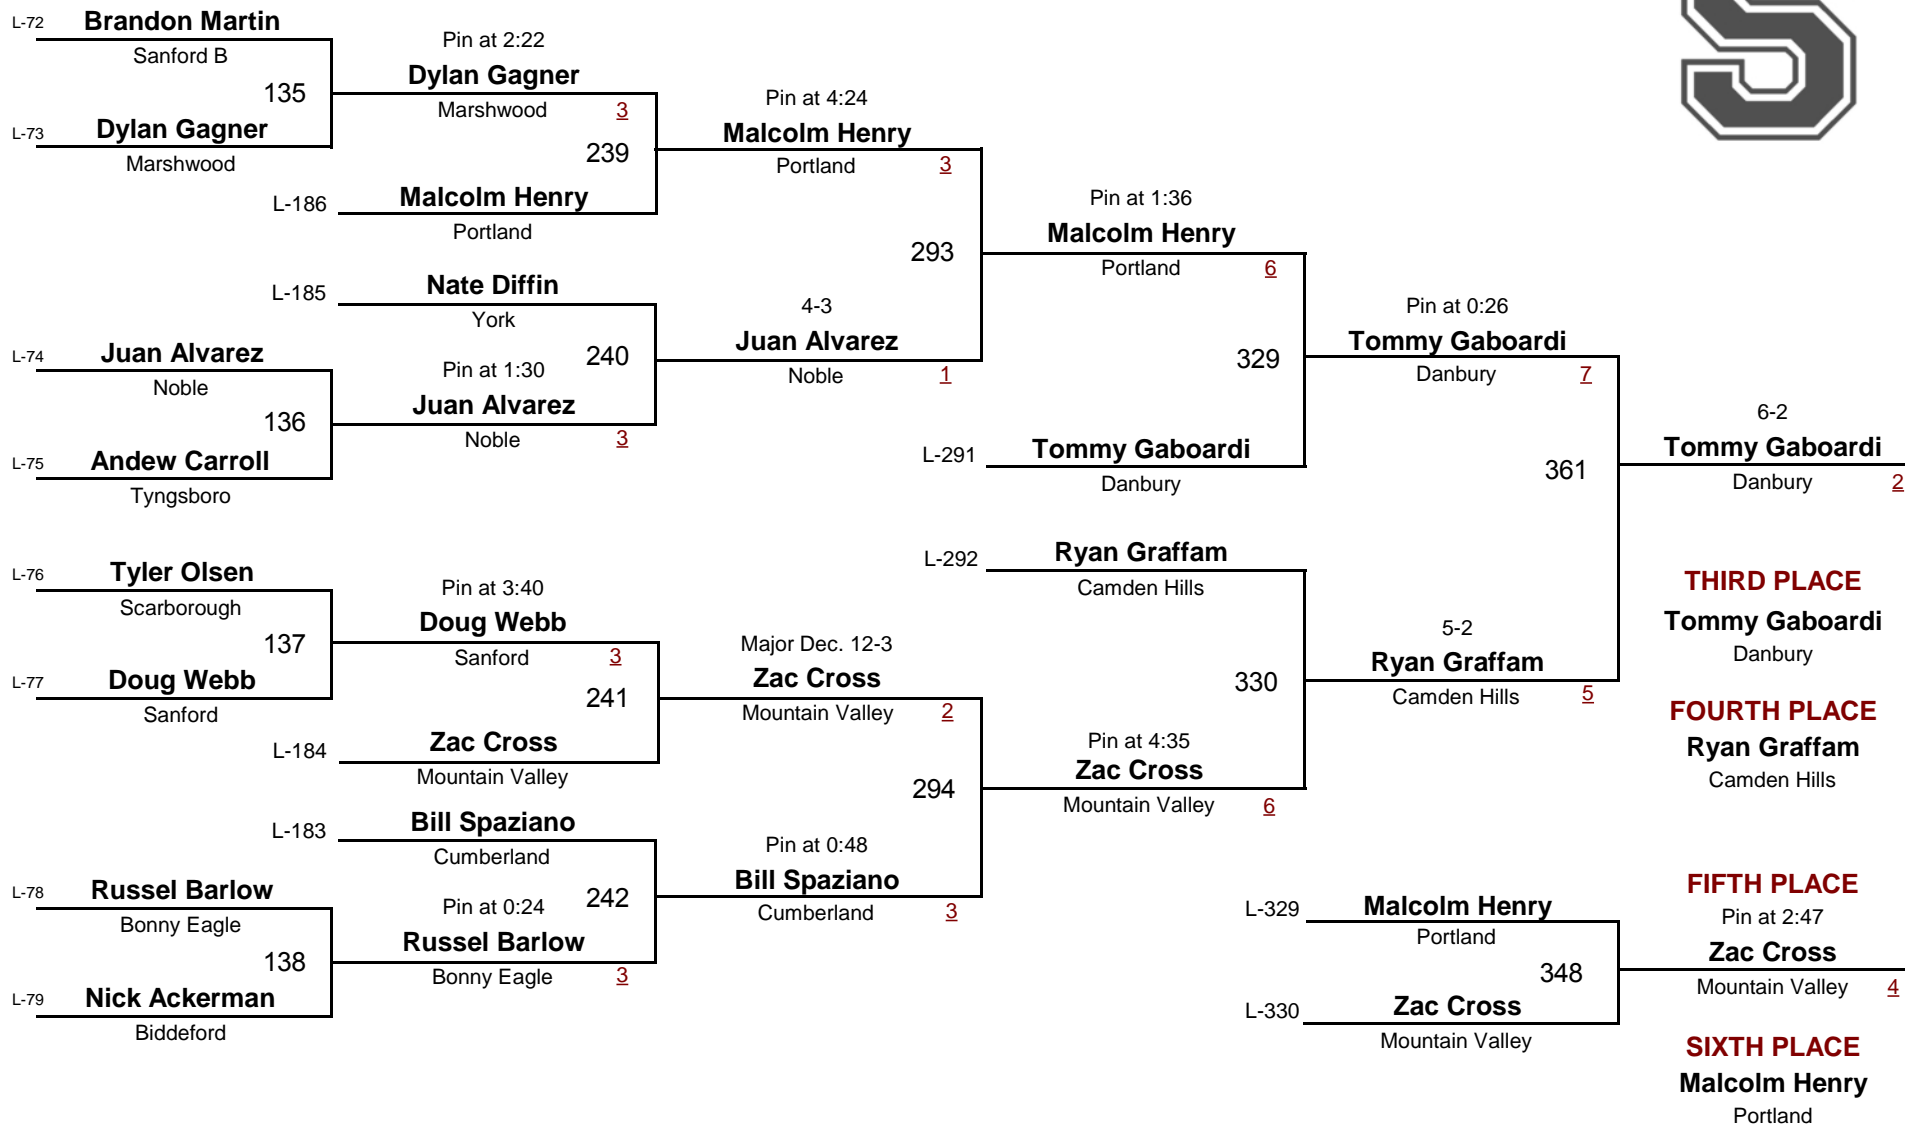 L-72 Brandon Martin
Sanford B
135
L-73 Dylan Gagner
Marshwood
Pin at 2:22
Dylan Gagner
Marshwood 3
239
L-186 Malcolm Henry
Portland
Pin at 4:24
Malcolm Henry
Portland 3
L-185 Nate Diffin
York
240
L-74 Juan Alvarez
Noble
136
L-75 Andew Carroll
Tyngsboro
Pin at 1:30
Juan Alvarez
Noble 3
4-3
Juan Alvarez
Noble 1
293
Pin at 1:36
Malcolm Henry
Portland 6
329
L-291 Tommy Gaboardi
Danbury
Pin at 0:26
Tommy Gaboardi
Danbury 7
361
6-2
Tommy Gaboardi
Danbury 2
L-76 Tyler Olsen
Scarborough
137
L-77 Doug Webb
Sanford
Pin at 3:40
Doug Webb
Sanford 3
241
L-184 Zac Cross
Mountain Valley
Major Dec. 12-3
Zac Cross
Mountain Valley 2
L-183 Bill Spaziano
Cumberland
242
L-78 Russel Barlow
Bonny Eagle
138
L-79 Nick Ackerman
Biddeford
Pin at 0:24
Russel Barlow
Bonny Eagle 3
Pin at 0:48
Bill Spaziano
Cumberland 3
294
L-292 Ryan Graffam
Camden Hills
330
Pin at 4:35
Zac Cross
Mountain Valley 6
5-2
Ryan Graffam
Camden Hills 5
THIRD PLACE
Tommy Gaboardi
Danbury
FOURTH PLACE
Ryan Graffam
Camden Hills
L-329 Malcolm Henry
Portland
348
L-330 Zac Cross
Mountain Valley
FIFTH PLACE
Pin at 2:47
Zac Cross
Mountain Valley 4
SIXTH PLACE
Malcolm Henry
Portland
S